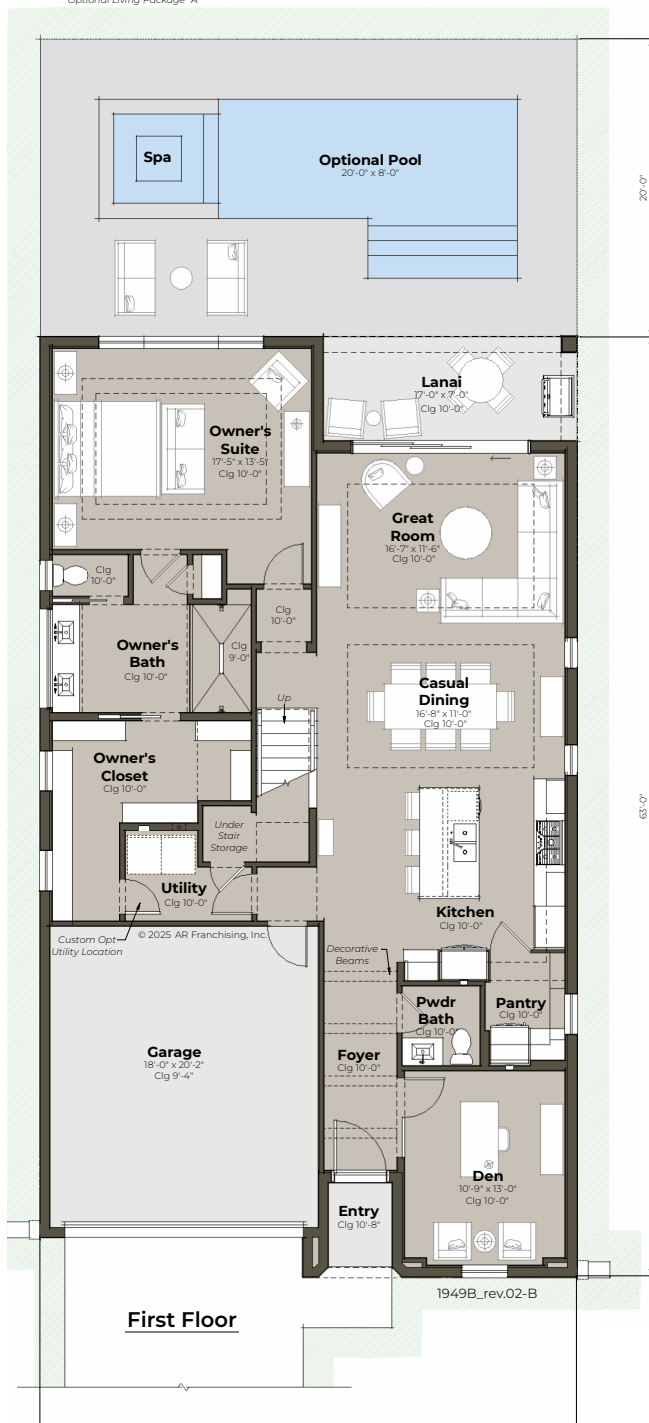 Optional Living Package "A"
Spa
Optional Pool
20'-0" x 8'-0"
20'-0"
Lanai
17'-0" x 7'-0"
Clg 10'-0"
Owner's
Suite
17'-5" x 13'-5"
Clg 10'-0"
Great
Room
16'-7" x 11'-6"
Clg 10'-0"
Clg
10'-0"
Clg
10'-0"
Owner's
Bath
Clg 10'-0"
Clg
9'-0"
Up
Casual
Dining
16'-8" x 11'-0"
Clg 10'-0"
Owner's
Closet
Clg 10'-0"
63'-0"
Under
Stair
Storage
Utility
Clg 10'-0"
Kitchen
Clg 10'-0"
Custom Opt
Utility Location
© 2025 AR Franchising, Inc.
Decorative
Beams
Pwdr
Bath
Clg 10'-0"
Pantry
Clg 10'-0"
Garage
18'-0" x 20'-2"
Clg 9'-4"
Foyer
Clg 10'-0"
Den
10'-9" x 13'-0"
Clg 10'-0"
Entry
Clg 10'-8"
1949B_rev.02-B
First Floor